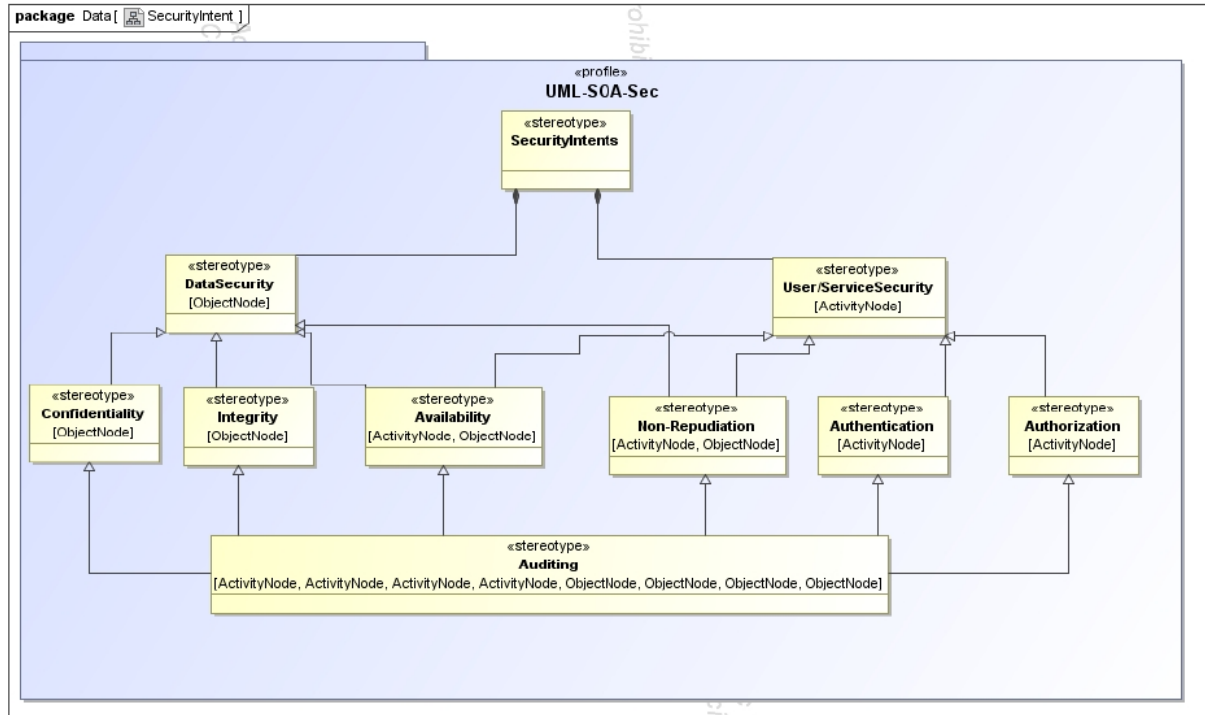 package Data[ SecurityIntent ]
«profile»
UML-SOA-Sec
«stereotype»
SecurityIntents
«stereotype»
DataSecurity
[ObjectNode]
«stereotype»
User/ServiceSecurity
[ActivityNode]
«stereotype»
Confidentiality
[ObjectNode]
«stereotype»
Integrity
[ObjectNode]
«stereotype»
Availability
[ActivityNode, ObjectNode]
«stereotype»
Non-Repudiation
[ActivityNode, ObjectNode]
«stereotype»
Authentication
[ActivityNode]
«stereotype»
Authorization
[ActivityNode]
«stereotype»
Auditing
[ActivityNode, ActivityNode, ActivityNode, ActivityNode, ObjectNode, ObjectNode, ObjectNode, ObjectNode]